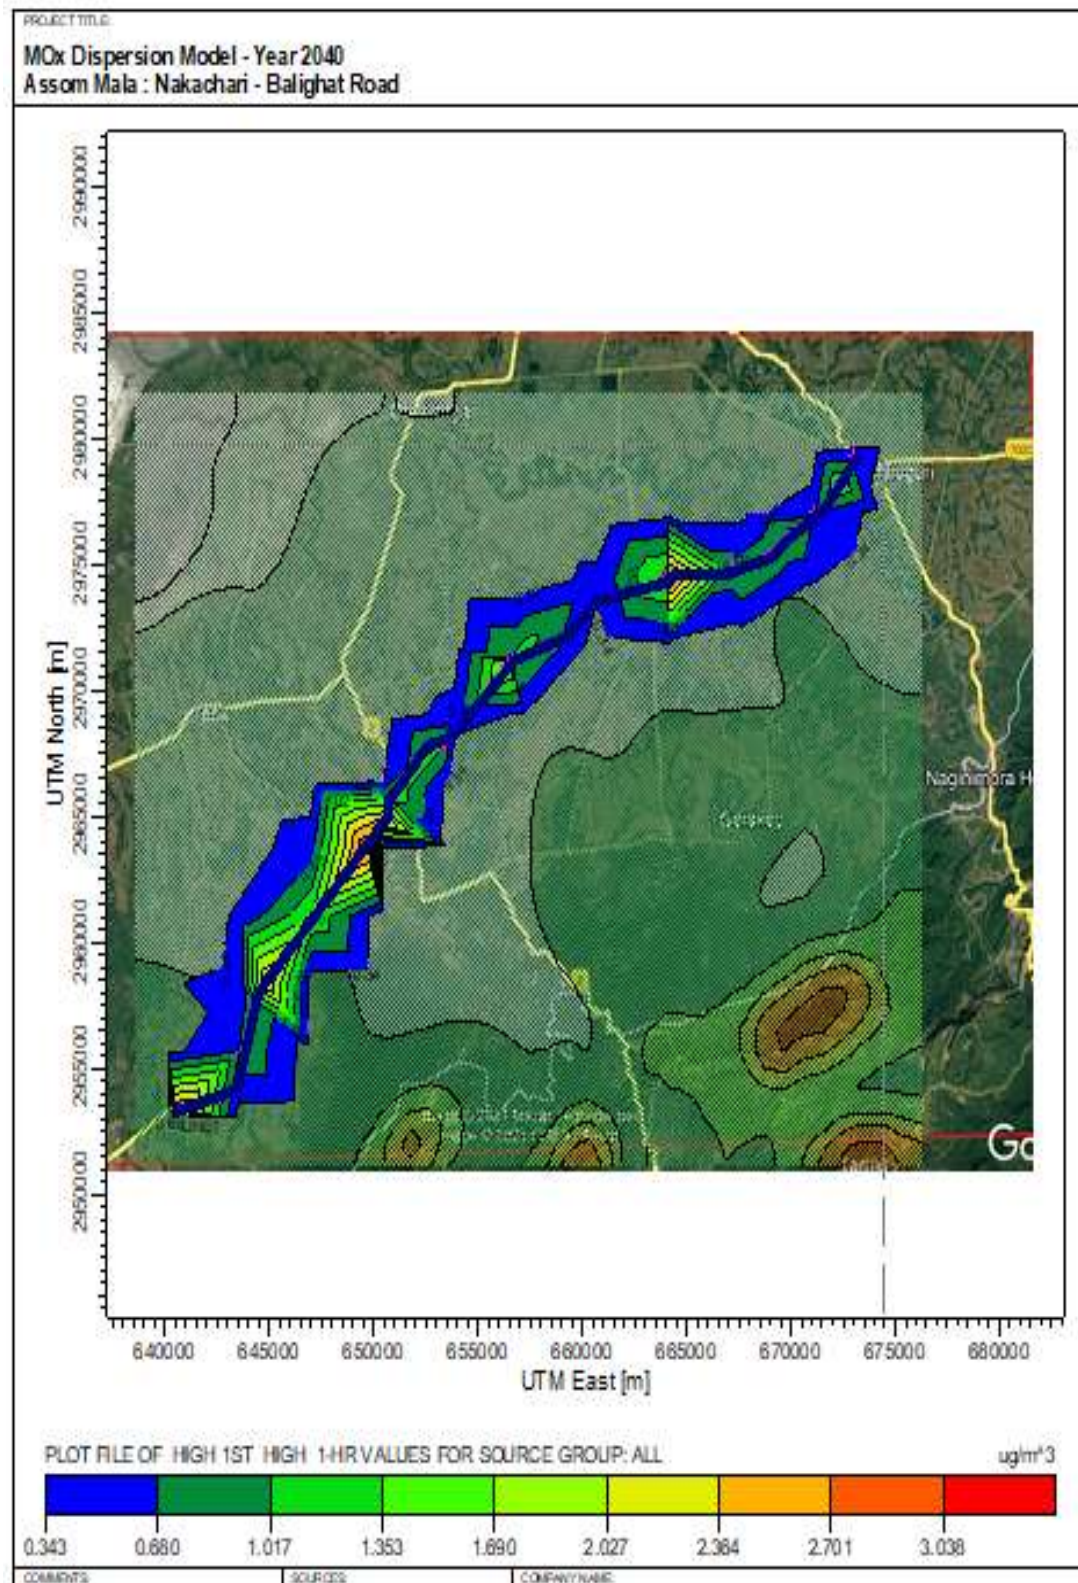 PROJECT TITLE:
MOx Dispersion Model - Year 2040
Assom Mala : Nakachari - Balighat Road
UTM North [m]
2990000
2985000
2980000
2975000
2970000
2965000
2960000
2955000
2950000
Naginimora H
Go
640000 645000 650000 655000 660000 665000 670000 675000 680000
UTM East [m]
PLOT FILE OF HIGH 1ST HIGH 1-HR VALUES FOR SOURCE GROUP: ALL ug/m^3
0.343 0.680 1.017 1.353 1.690 2.027 2.364 2.701 3.038
COMMENTS: SOURCES: COMPANY NAME: